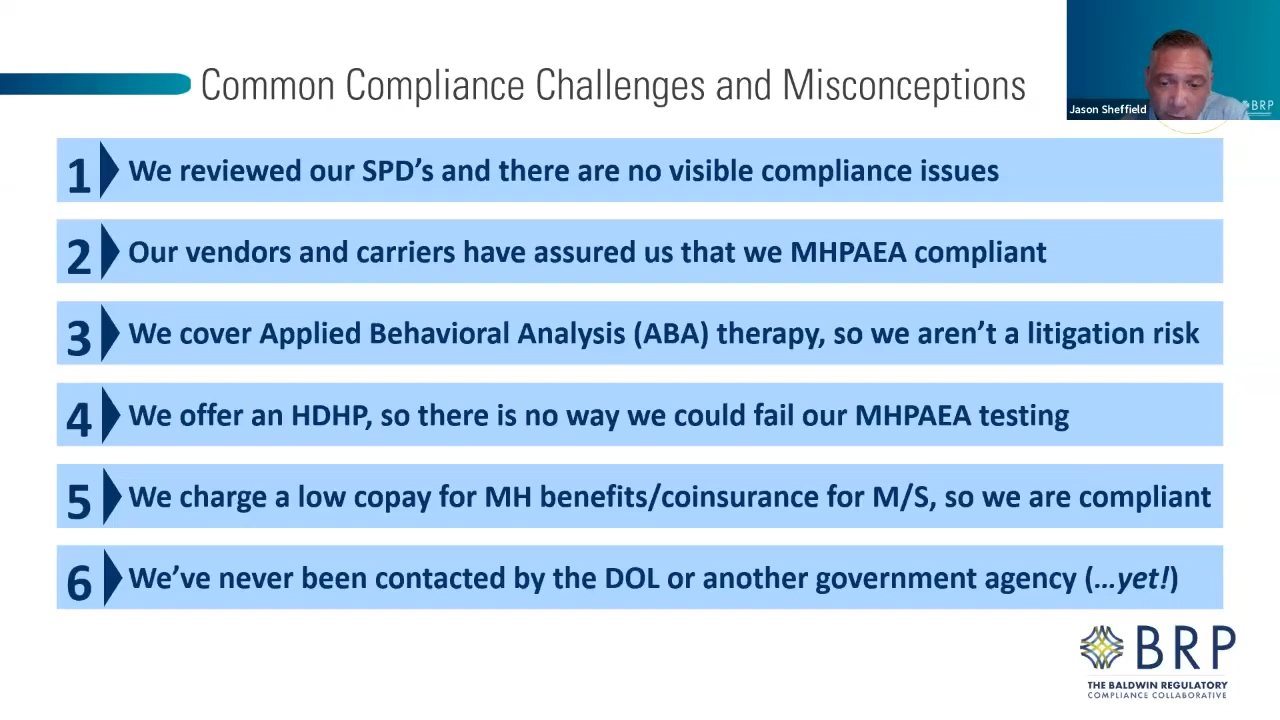 Common Compliance Challenges and Misconceptions
Jason Sheffield
BRP
1 We reviewed our SPD’s and there are no visible compliance issues
2 Our vendors and carriers have assured us that we MHPAEA compliant
3 We cover Applied Behavioral Analysis (ABA) therapy, so we aren’t a litigation risk
4 We offer an HDHP, so there is no way we could fail our MHPAEA testing
5 We charge a low copay for MH benefits/coinsurance for M/S, so we are compliant
6 We’ve never been contacted by the DOL or another government agency (…yet!)
BRP
THE BALDWIN REGULATORY
COMPLIANCE COLLABORATIVE